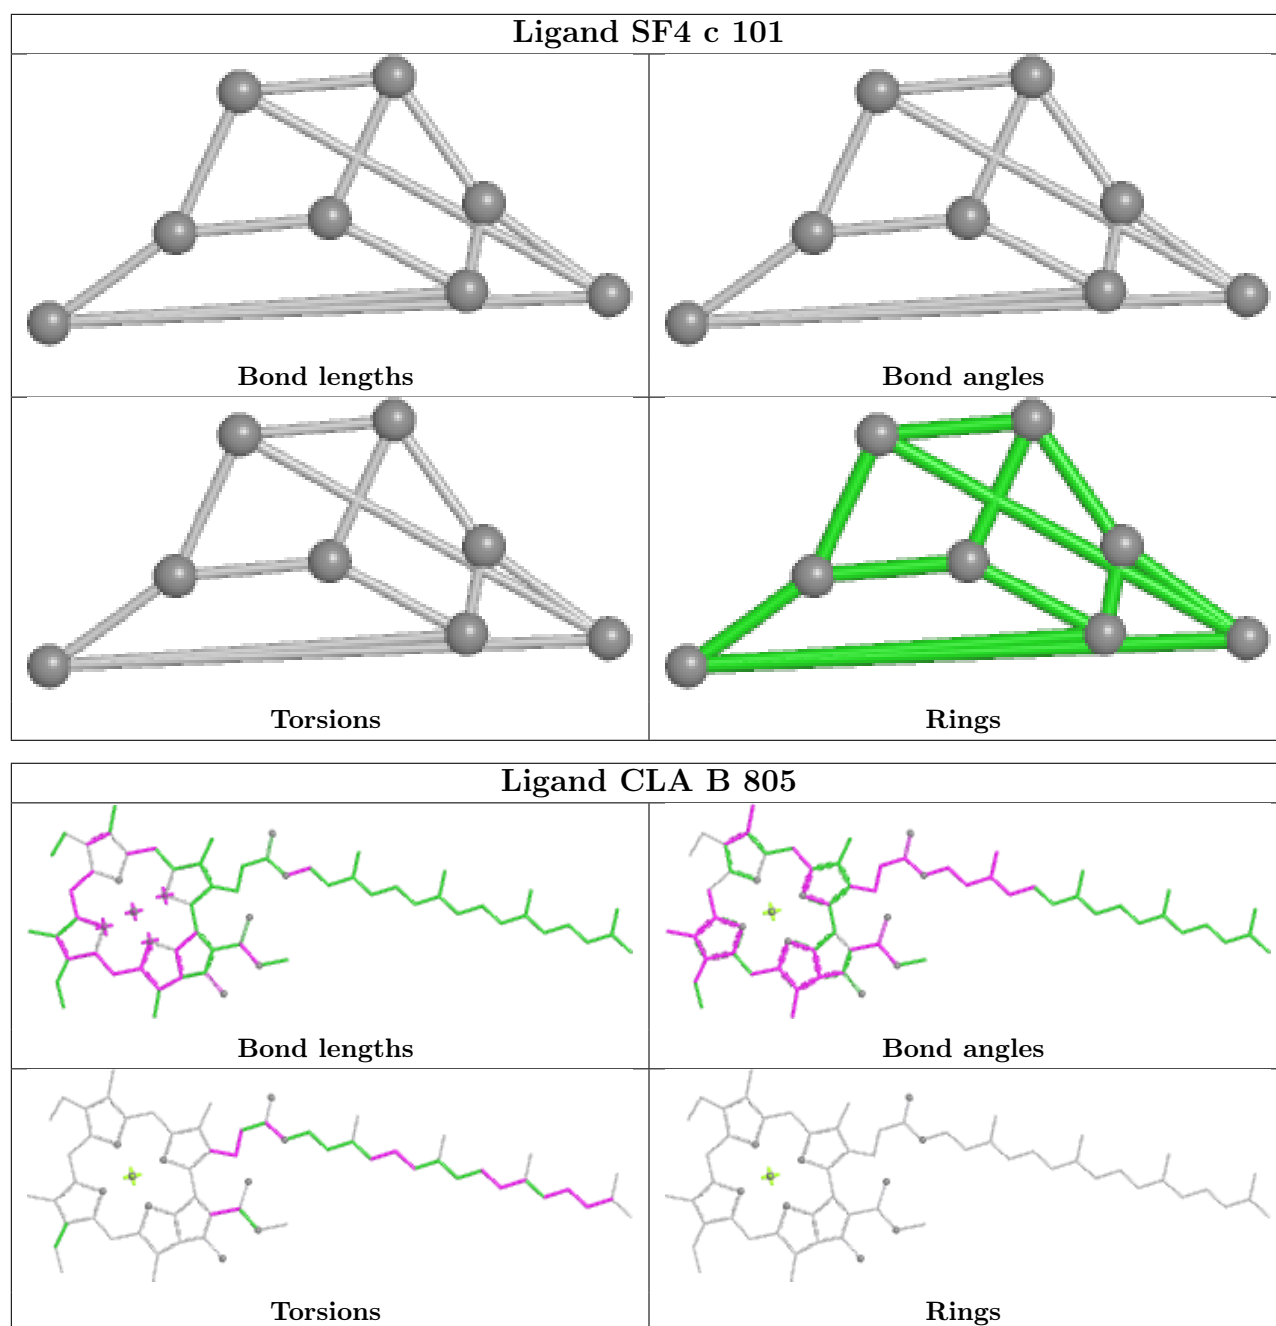 Ligand SF4 c 101
Bond lengths
Bond angles
Torsions
Rings
Ligand CLA B 805
Bond lengths
Bond angles
Torsions
Rings